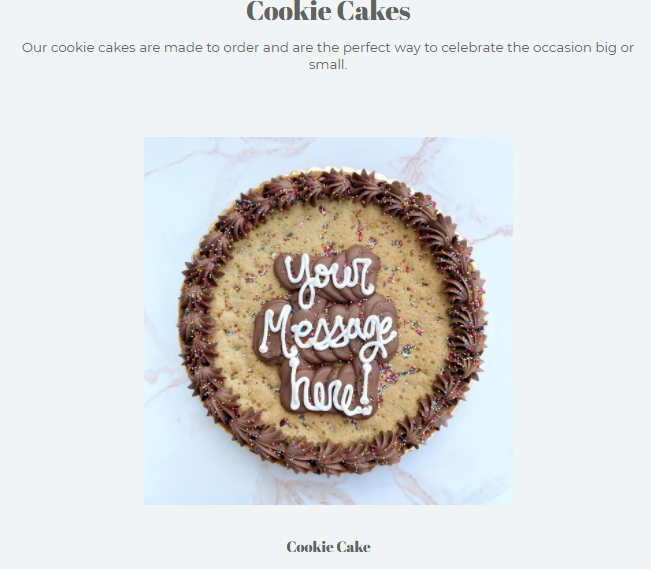 Cookie Cakes
Our cookie cakes are made to order and are the perfect way to celebrate the occasion big or
small.
your
Message
here!
Cookie Cake